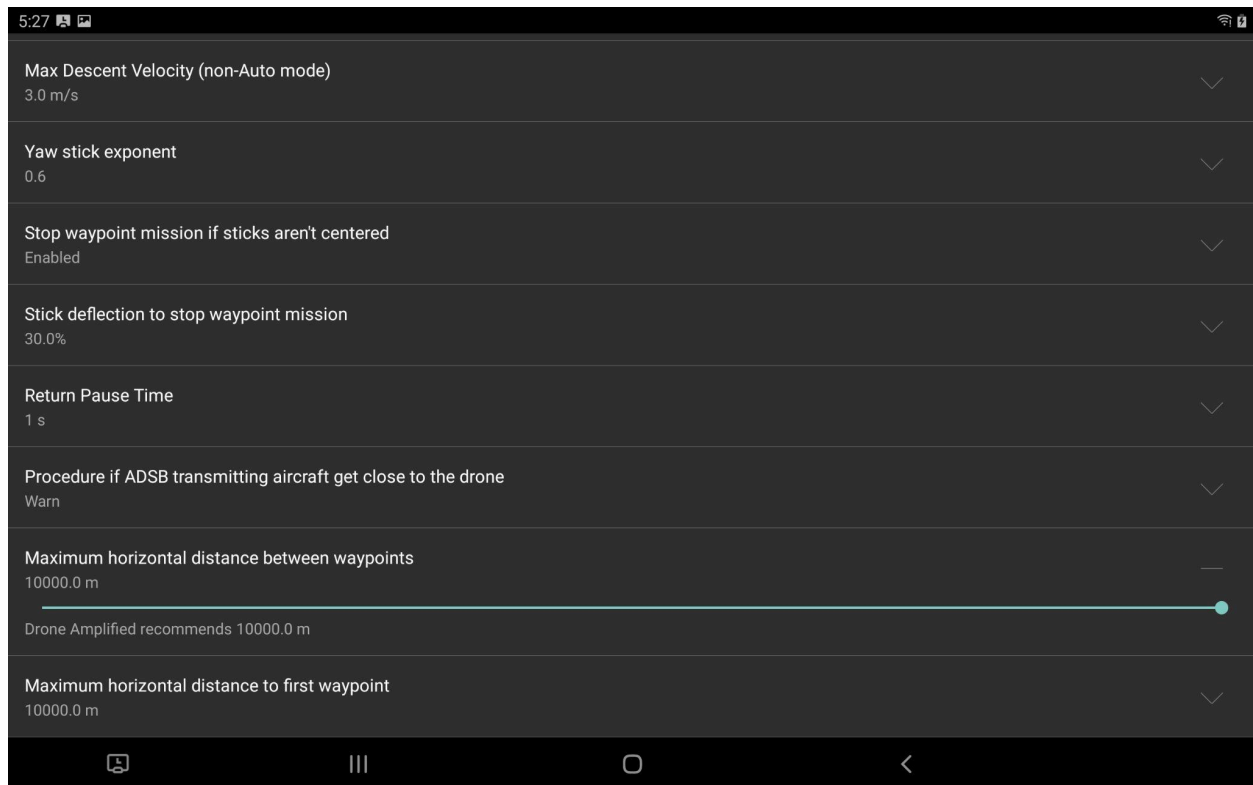 5:27
Max Descent Velocity (non-Auto mode)
3.0 m/s
Yaw stick exponent
0.6
Stop waypoint mission if sticks aren't centered
Enabled
Stick deflection to stop waypoint mission
30.0%
Return Pause Time
1 s
Procedure if ADSB transmitting aircraft get close to the drone
Warn
Maximum horizontal distance between waypoints
10000.0 m
Drone Amplified recommends 10000.0 m
Maximum horizontal distance to first waypoint
10000.0 m